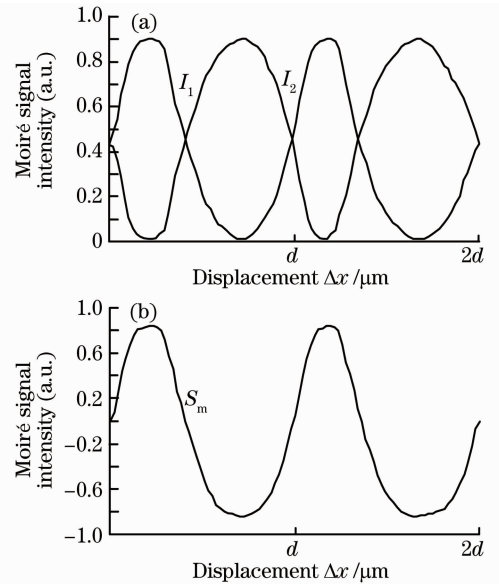 (a)
Moiré signal
intensity (a.u.)
1.0
0.8
0.6
0.4
0.2
0
I₁
I₂
d
2d
Displacement Δx /μm
(b)
Moiré signal
intensity (a.u.)
1.0
0.6
0.2
−0.2
−0.6
−1.0
Sₘ
d
2d
Displacement Δx /μm